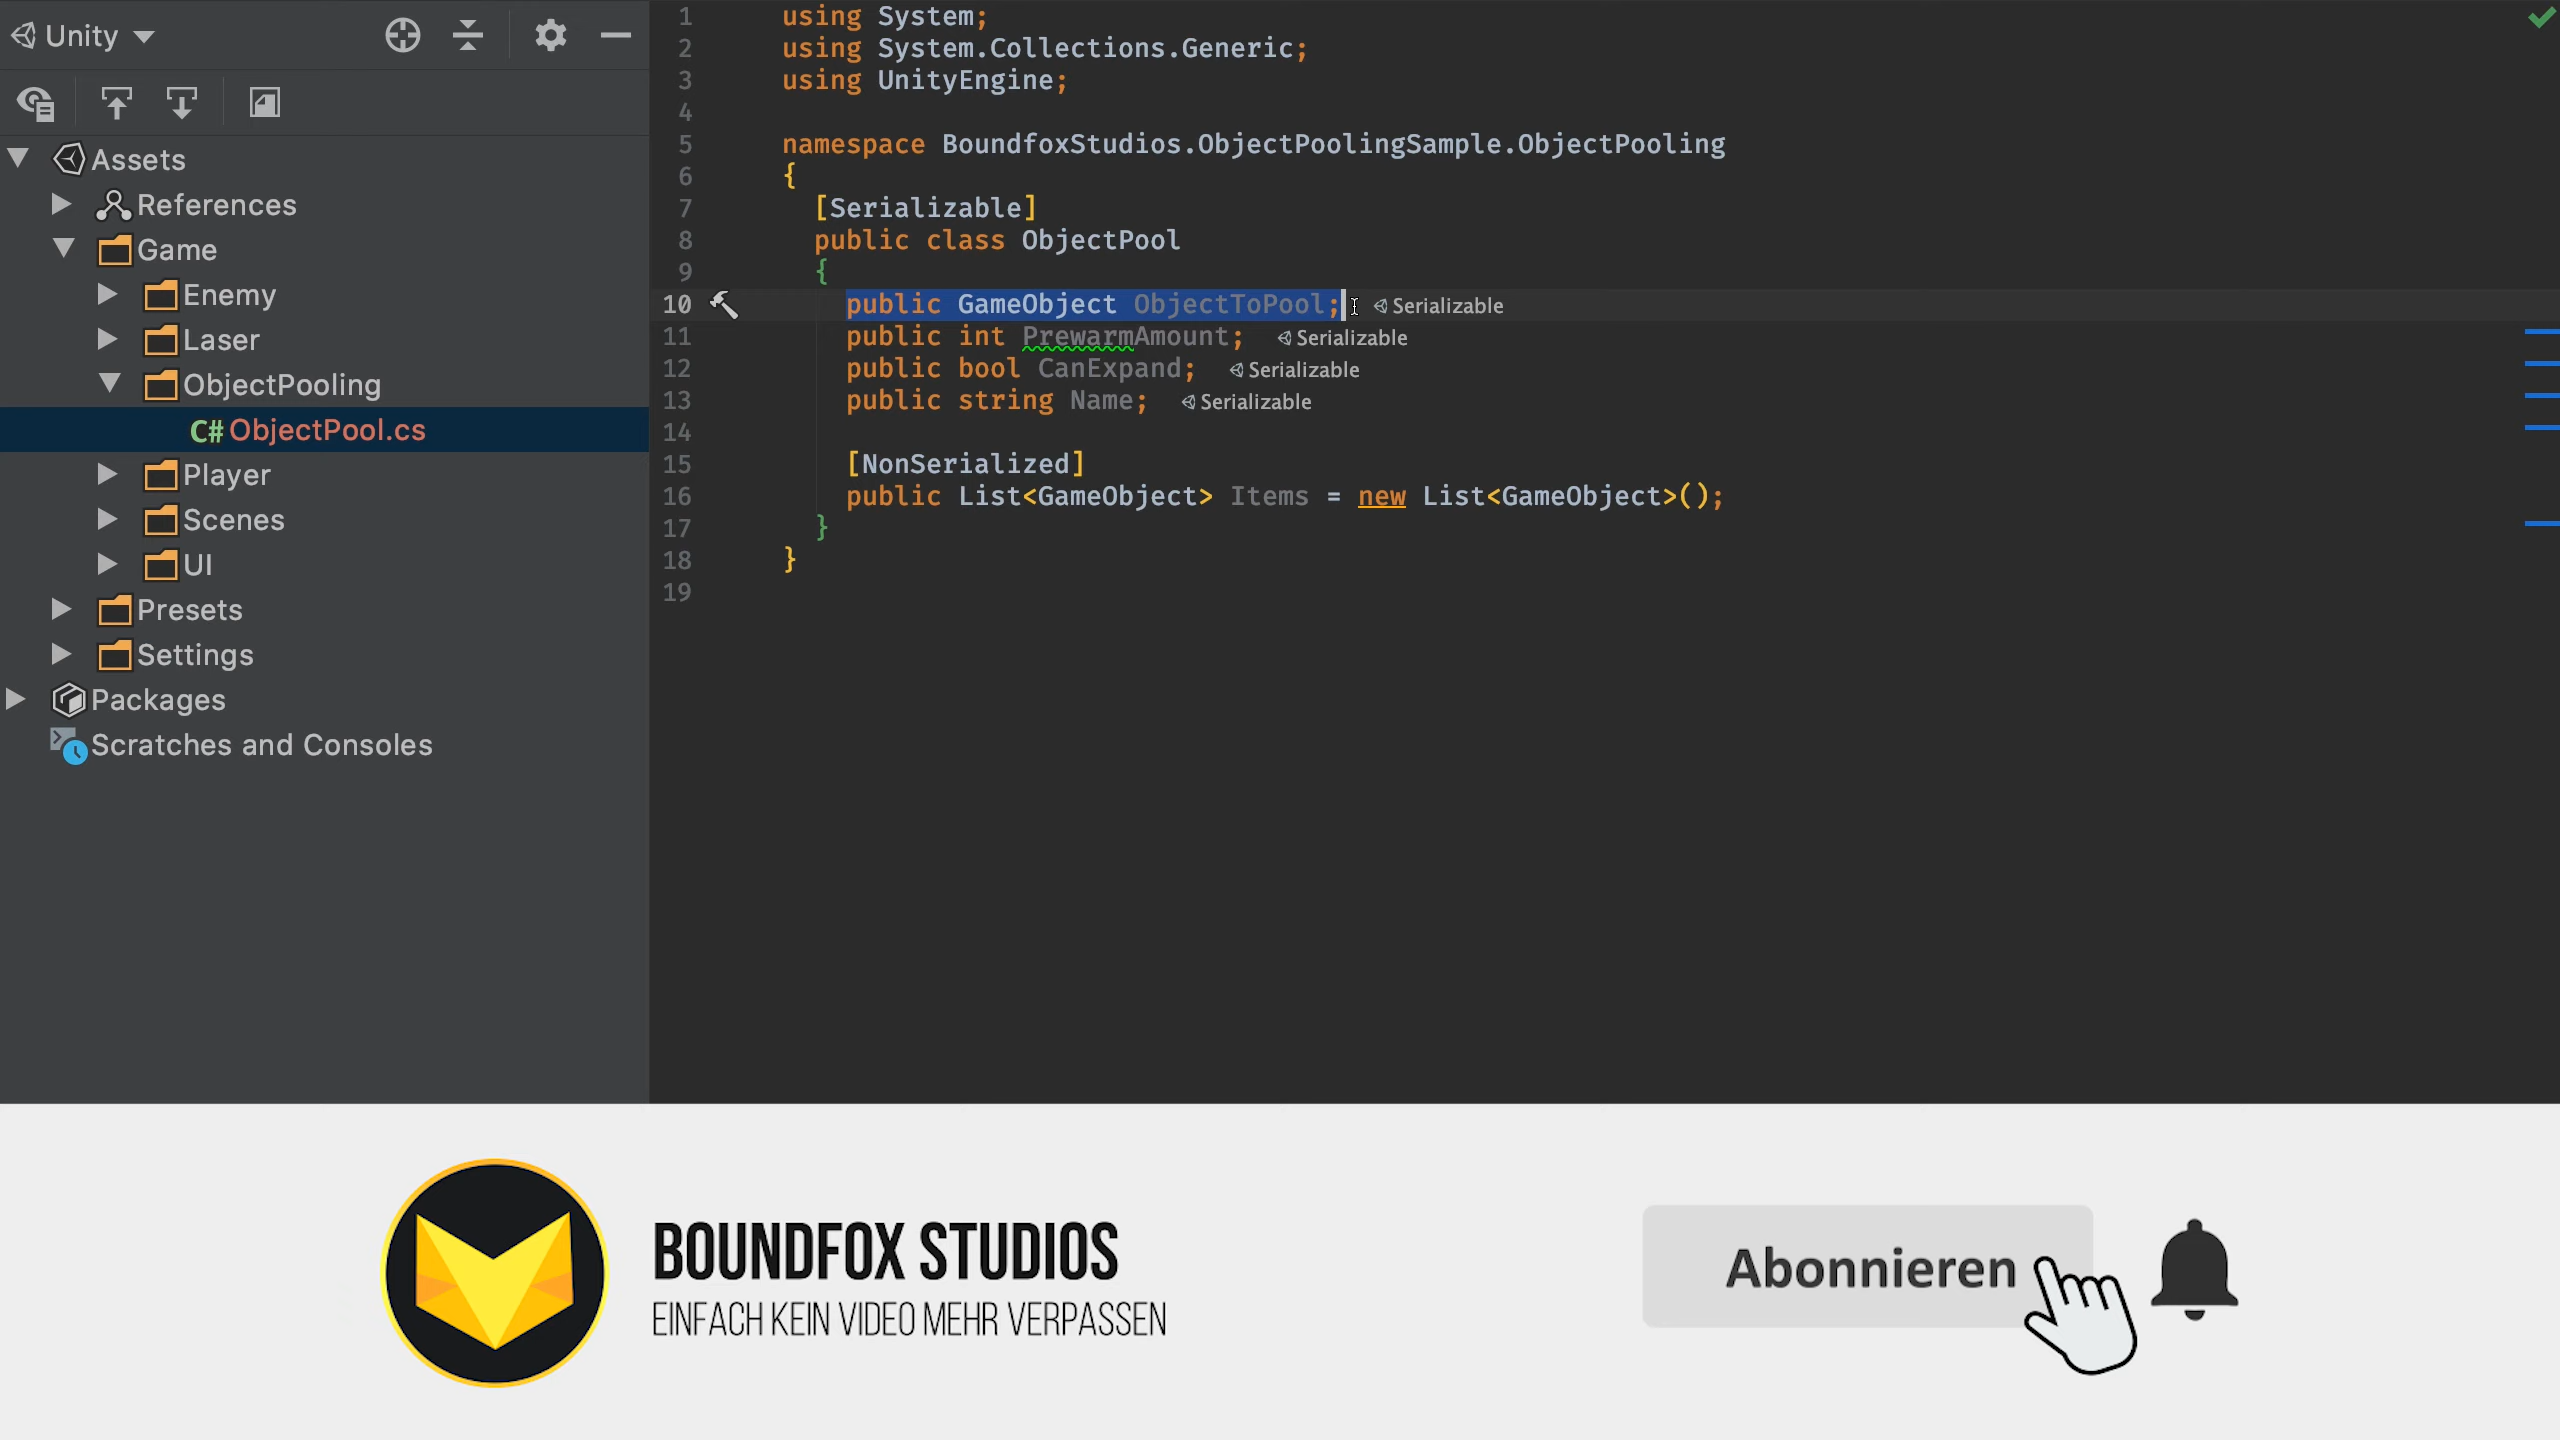 Unity
Assets
References
Game
Enemy
Laser
ObjectPooling
C# ObjectPool.cs
Player
Scenes
UI
Presets
Settings
Packages
Scratches and Consoles
1 using System;
2 using System.Collections.Generic;
3 using UnityEngine;
4
5 namespace BoundfoxStudios.ObjectPoolingSample.ObjectPooling
6 {
7 [Serializable]
8 public class ObjectPool
9 {
10 public GameObject ObjectToPool; Serializable
11 public int PrewarmAmount; Serializable
12 public bool CanExpand; Serializable
13 public string Name; Serializable
14
15 [NonSerialized]
16 public List<GameObject> Items = new List<GameObject>();
17 }
18 }
19
BOUNDFOX STUDIOS
EINFACH KEIN VIDEO MEHR VERPASSEN
Abonnieren